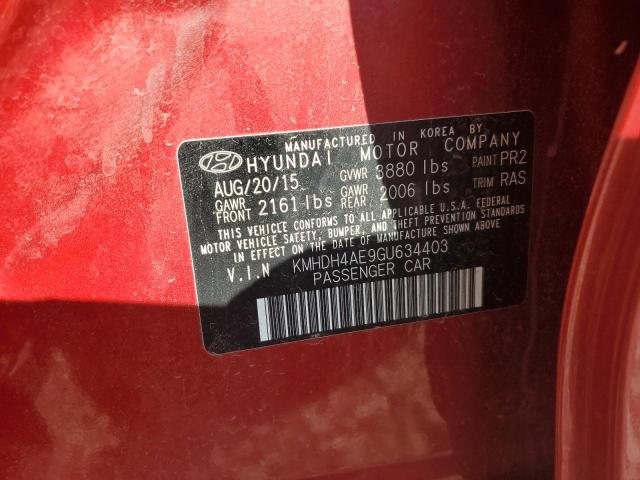 MANUFACTURED IN KOREA BY
HYUNDAI MOTOR COMPANY
AUG/20/15 GVWR 3880 lbs PAINT PR2
GAWR FRONT 2161 lbs GAWR REAR 2006 lbs TRIM RAS
THIS VEHICLE CONFORMS TO ALL APPLICABLE U.S.A. FEDERAL
MOTOR VEHICLE SAFETY, BUMPER, AND THEFT PREVENTION STANDARDS
IN EFFECT ON THE DATE OF MANUFACTURE SHOWN ABOVE.
V.I.N KMHDH4AE9GU634403
PASSENGER CAR